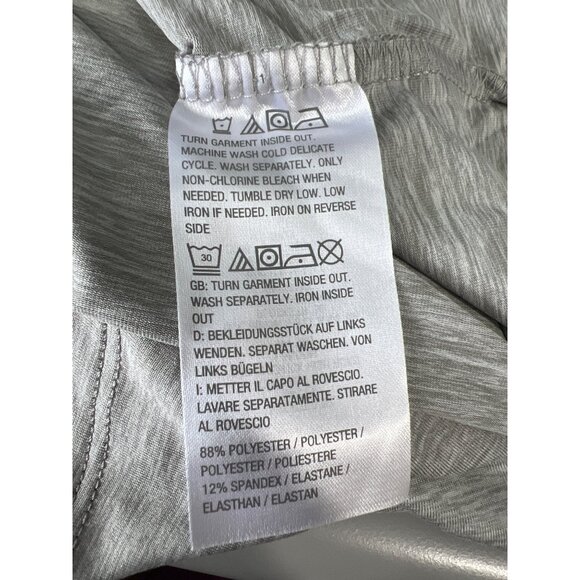 TURN GARMENT INSIDE OUT.
MACHINE WASH COLD DELICATE
CYCLE. WASH SEPARATELY. ONLY
NON-CHLORINE BLEACH WHEN
NEEDED. TUMBLE DRY LOW. LOW
IRON IF NEEDED. IRON ON REVERSE
SIDE
30
GB: TURN GARMENT INSIDE OUT.
WASH SEPARATELY. IRON INSIDE
OUT
D: BEKLEIDUNGSSTÜCK AUF LINKS
WENDEN. SEPARAT WASCHEN. VON
LINKS BÜGELN
I: METTER IL CAPO AL ROVESCIO.
LAVARE SEPARATAMENTE. STIRARE
AL ROVESCIO
88% POLYESTER / POLYESTER /
POLYESTER / POLIESTERE
12% SPANDEX / ELASTANE /
ELASTHAN / ELASTAN